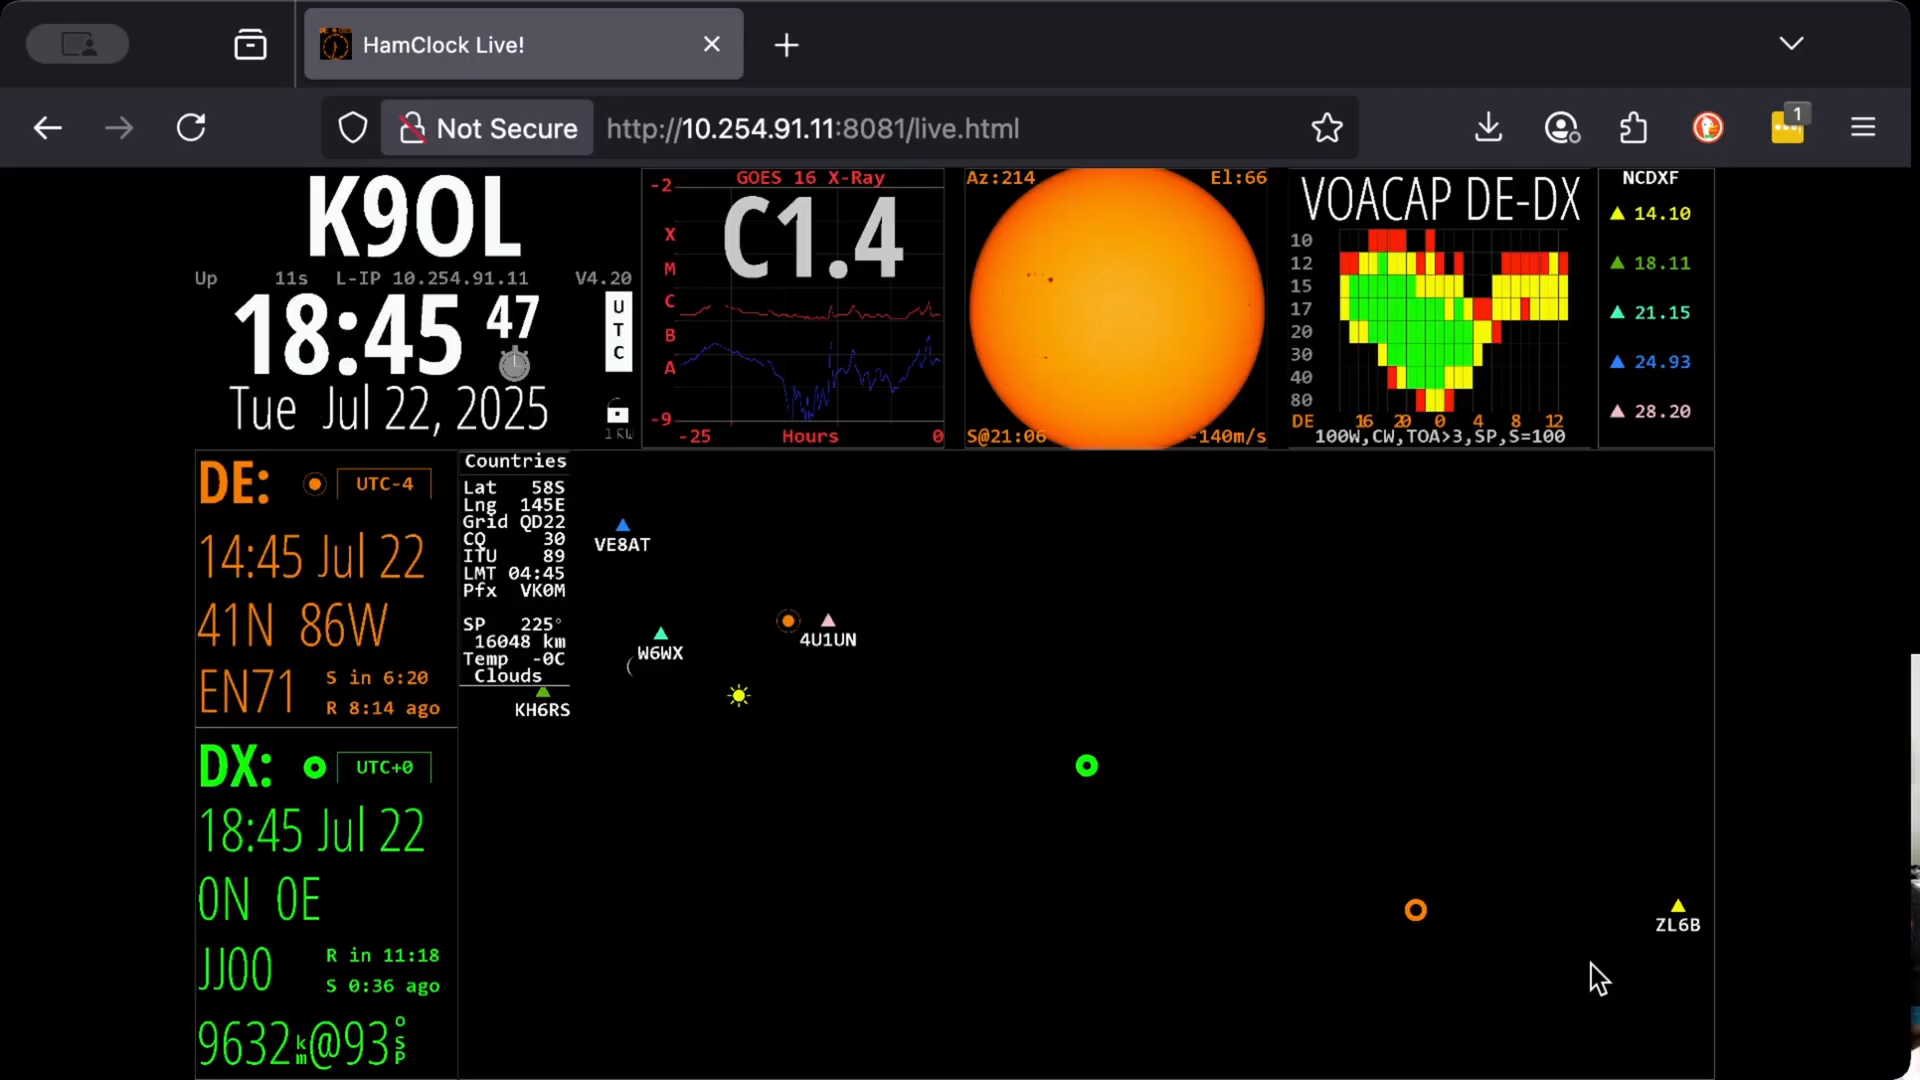 HamClock Live!
Not Secure
http://10.254.91.11:8081/live.html
1
K9OL
Up 11s L-IP 10.254.91.11 V4.20
18:45 47
UTC
Tue Jul 22, 2025
GOES 16 X-Ray
C1.4
-2
X
M
C
B
A
-9
-25 Hours 0
Az:214 El:66
S@21:06 -140m/s
VOACAP DE-DX
10
12
15
17
20
30
40
80
DE 16 20 0 4 8 12
100W,CW,TOA>3,SP,S=100
NCDXF
14.10
18.11
21.15
24.93
28.20
DE: UTC-4
14:45 Jul 22
41N 86W
EN71
S in 6:20
R 8:14 ago
DX: UTC+0
18:45 Jul 22
0N 0E
JJ00
R in 11:18
S 0:36 ago
9632km@93°SP
Countries
Lat 58S
Lng 145E
Grid QD22
CQ 30
ITU 89
LMT 04:45
Pfx VK0M
SP 225°
16048 km
Temp -0C
Clouds
VE8AT
4U1UN
W6WX
KH6RS
ZL6B